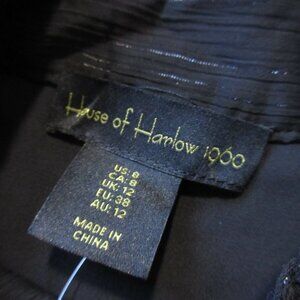 House of Harlow 1960
US: 8
CA: 8
UK: 12
EU: 38
AU: 12
MADE IN
CHINA